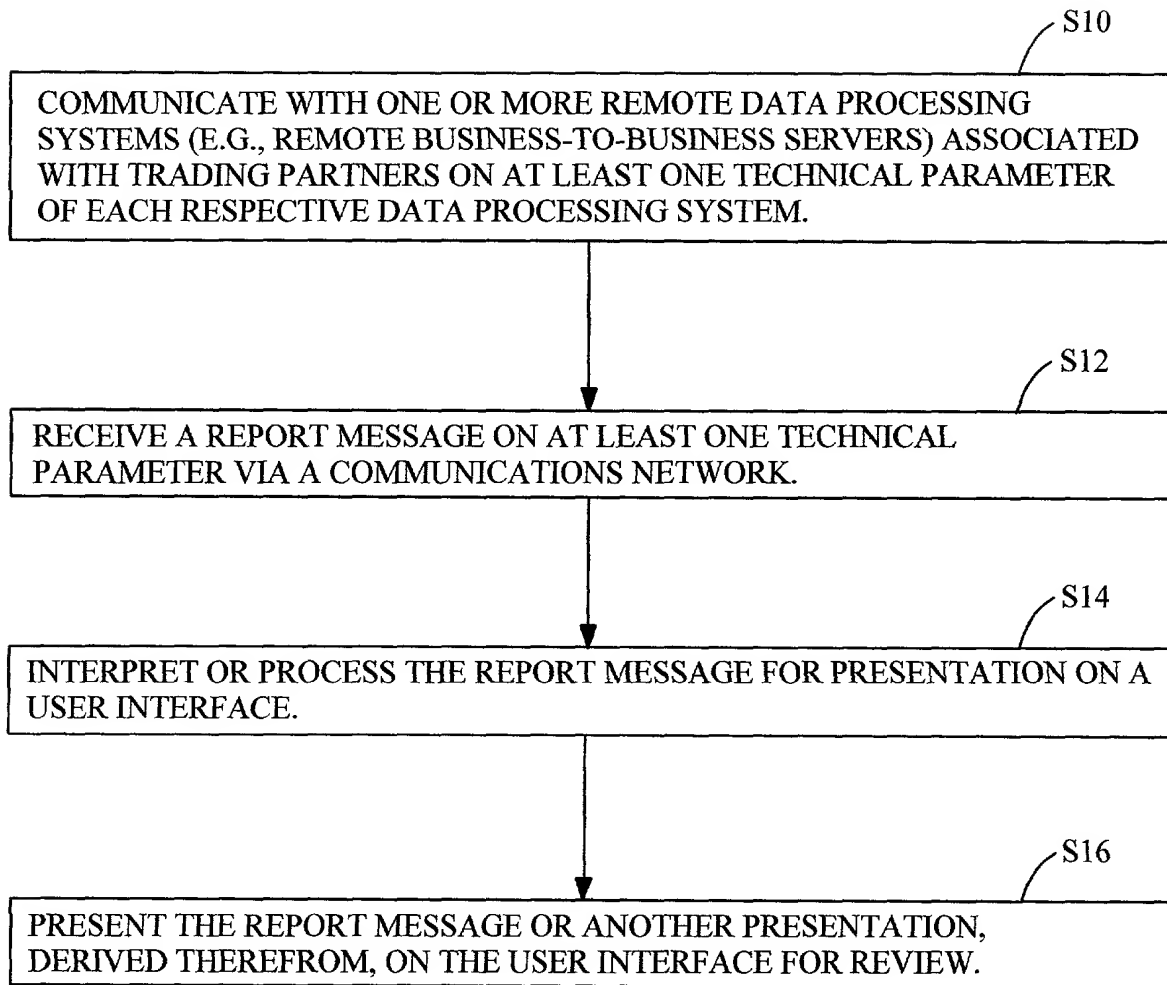 S10
COMMUNICATE WITH ONE OR MORE REMOTE DATA PROCESSING
SYSTEMS (E.G., REMOTE BUSINESS-TO-BUSINESS SERVERS) ASSOCIATED
WITH TRADING PARTNERS ON AT LEAST ONE TECHNICAL PARAMETER
OF EACH RESPECTIVE DATA PROCESSING SYSTEM.
S12
RECEIVE A REPORT MESSAGE ON AT LEAST ONE TECHNICAL
PARAMETER VIA A COMMUNICATIONS NETWORK.
S14
INTERPRET OR PROCESS THE REPORT MESSAGE FOR PRESENTATION ON A
USER INTERFACE.
S16
PRESENT THE REPORT MESSAGE OR ANOTHER PRESENTATION,
DERIVED THEREFROM, ON THE USER INTERFACE FOR REVIEW.